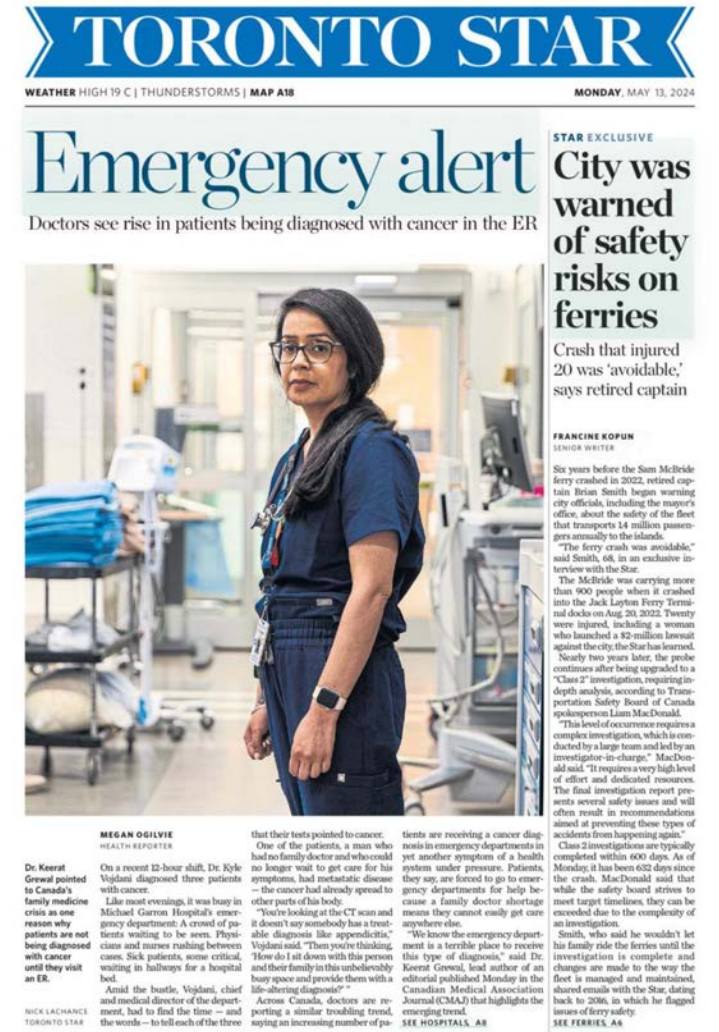 TORONTO STAR
WEATHER HIGH 19 C | THUNDERSTORMS | MAP A18
MONDAY, MAY 13, 2024
Emergency alert
Doctors see rise in patients being diagnosed with cancer in the ER
STAR EXCLUSIVE
City was
warned
of safety
risks on
ferries
Crash that injured
20 was ‘avoidable,’
says retired captain
FRANCINE KOPUN
SENIOR WRITER
Six years before the Sam McBride
ferry crashed in 2022, retired cap-
tain Brian Smith began warning
city officials, including the mayor’s
office, about the safety of the fleet
that transports 1.4 million passen-
gers annually to the islands.
“The ferry crash was avoidable,”
said Smith, 68, in an exclusive in-
terview with the Star.
The McBride was carrying more
than 900 people when it crashed
into the Jack Layton Ferry Termi-
nal docks on Aug. 20, 2022. Twenty
were injured, including a woman
who launched a $2-million lawsuit
against the city, the Star has learned.
Nearly two years later, the probe
continues after being upgraded to a
“Class 2” investigation, requiring in-
depth analysis, according to Trans-
portation Safety Board of Canada
spokesperson Liam MacDonald.
“This level of occurrence requires a
complex investigation, which is con-
ducted by a large team and led by an
investigator-in-charge,” MacDon-
ald said. “It requires a very high level
of effort and dedicated resources.
The final investigation report pre-
sents several safety issues and will
often result in recommendations
aimed at preventing these types of
accidents from happening again.”
Class 2 investigations are typically
completed within 600 days. As of
Monday, it has been 632 days since
the crash. MacDonald said that
while the safety board strives to
meet target timelines, they can be
exceeded due to the complexity of
an investigation.
Smith, who said he wouldn’t let
his family ride the ferries until the
investigation is complete and
changes are made to the way the
fleet is managed and maintained,
shared emails with the Star, dating
back to 2016, in which he flagged
issues of ferry safety.
SEE FERRIES, A6
Dr. Keerat
Grewal pointed
to Canada’s
family medicine
crisis as one
reason why
patients are not
being diagnosed
with cancer
until they visit
an ER.
NICK LACHANCE
TORONTO STAR
MEGAN OGILVIE
HEALTH REPORTER
On a recent 12-hour shift, Dr. Kyle
Vojdani diagnosed three patients
with cancer.
Like most evenings, it was busy in
Michael Garron Hospital’s emer-
gency department: A crowd of pa-
tients waiting to be seen. Physi-
cians and nurses rushing between
cases. Sick patients, some critical,
waiting in hallways for a hospital
bed.
Amid the bustle, Vojdani, chief
and medical director of the depart-
ment, had to find the time — and
the words — to tell each of the three
that their tests pointed to cancer.
One of the patients, a man who
had no family doctor and who could
no longer wait to get care for his
symptoms, had metastatic disease
— the cancer had already spread to
other parts of his body.
“You’re looking at the CT scan and
it doesn’t say somebody has a treat-
able diagnosis like appendicitis,”
Vojdani said. “Then you’re thinking,
‘How do I sit down with this person
and their family in this unbelievably
busy space and provide them with a
life-altering diagnosis?’ ”
Across Canada, doctors are re-
porting a similar troubling trend,
saying an increasing number of pa-
tients are receiving a cancer diag-
nosis in emergency departments in
yet another symptom of a health
system under pressure. Patients,
they say, are forced to go to emer-
gency departments for help be-
cause a family doctor shortage
means they cannot easily get care
anywhere else.
“We know the emergency depart-
ment is a terrible place to receive
this type of diagnosis,” said Dr.
Keerat Grewal, lead author of an
editorial published Monday in the
Canadian Medical Association
Journal (CMAJ) that highlights the
emerging trend.
SEE HOSPITALS, A8